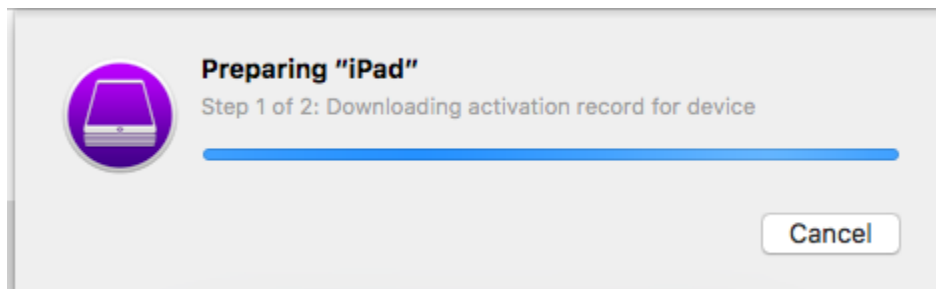 Preparing “iPad”
Step 1 of 2: Downloading activation record for device
Cancel